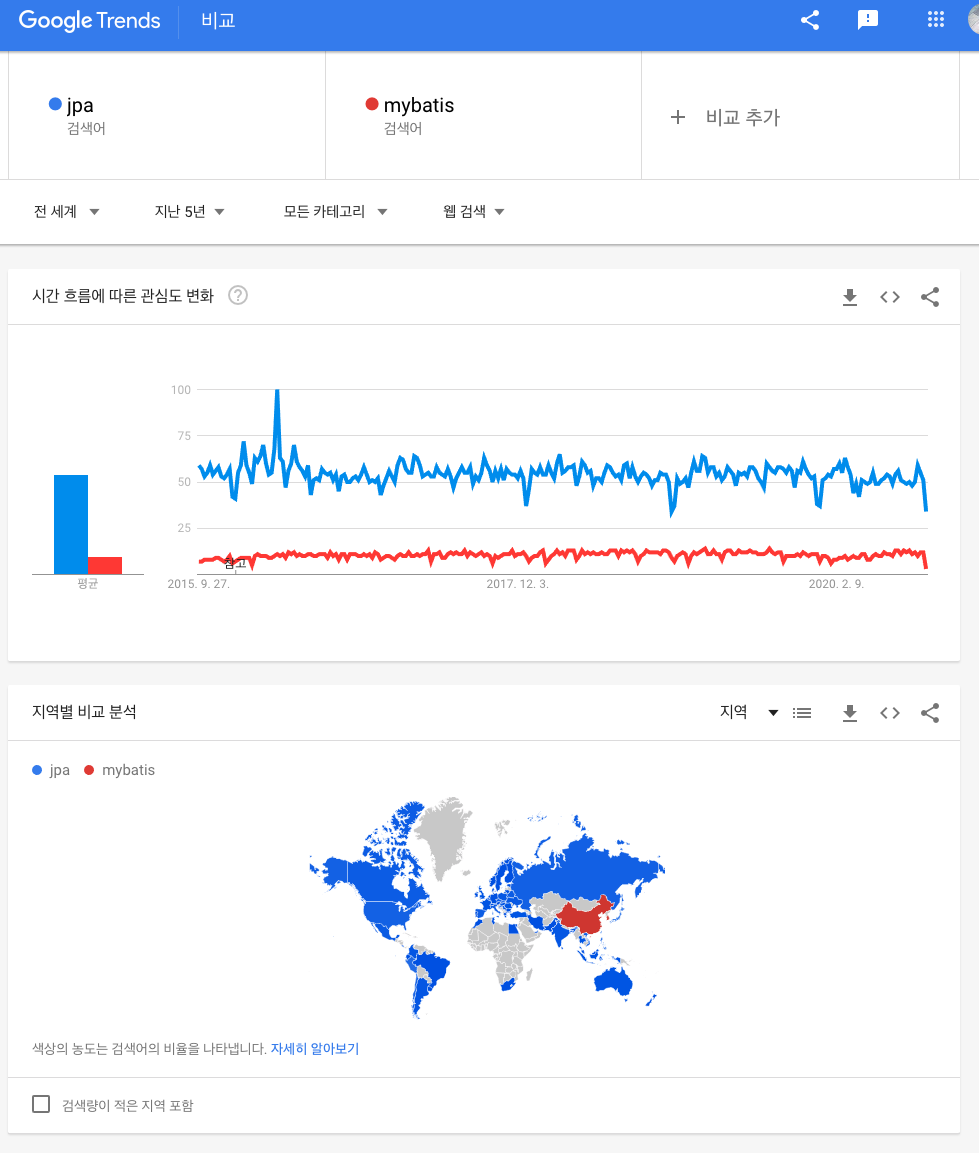 Google Trends 비교
jpa
검색어
mybatis
검색어
+ 비교 추가
전 세계 지난 5년 모든 카테고리 웹 검색
시간 흐름에 따른 관심도 변화 ?
100
75
50
25
참고
평균
2015. 9. 27. 2017. 12. 3. 2020. 2. 9.
지역별 비교 분석 지역
jpa mybatis
색상의 농도는 검색어의 비율을 나타냅니다. 자세히 알아보기
검색량이 적은 지역 포함